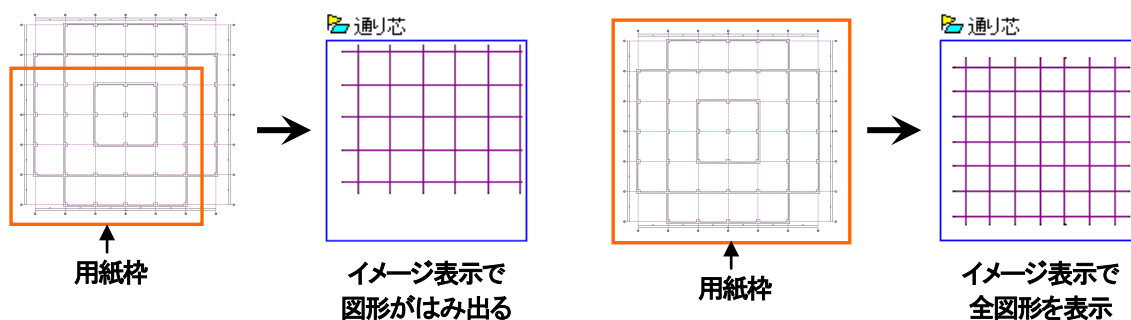 通り芯
通り芯
用紙枠
イメージ表示で
図形がはみ出る
用紙枠
イメージ表示で
全図形を表示